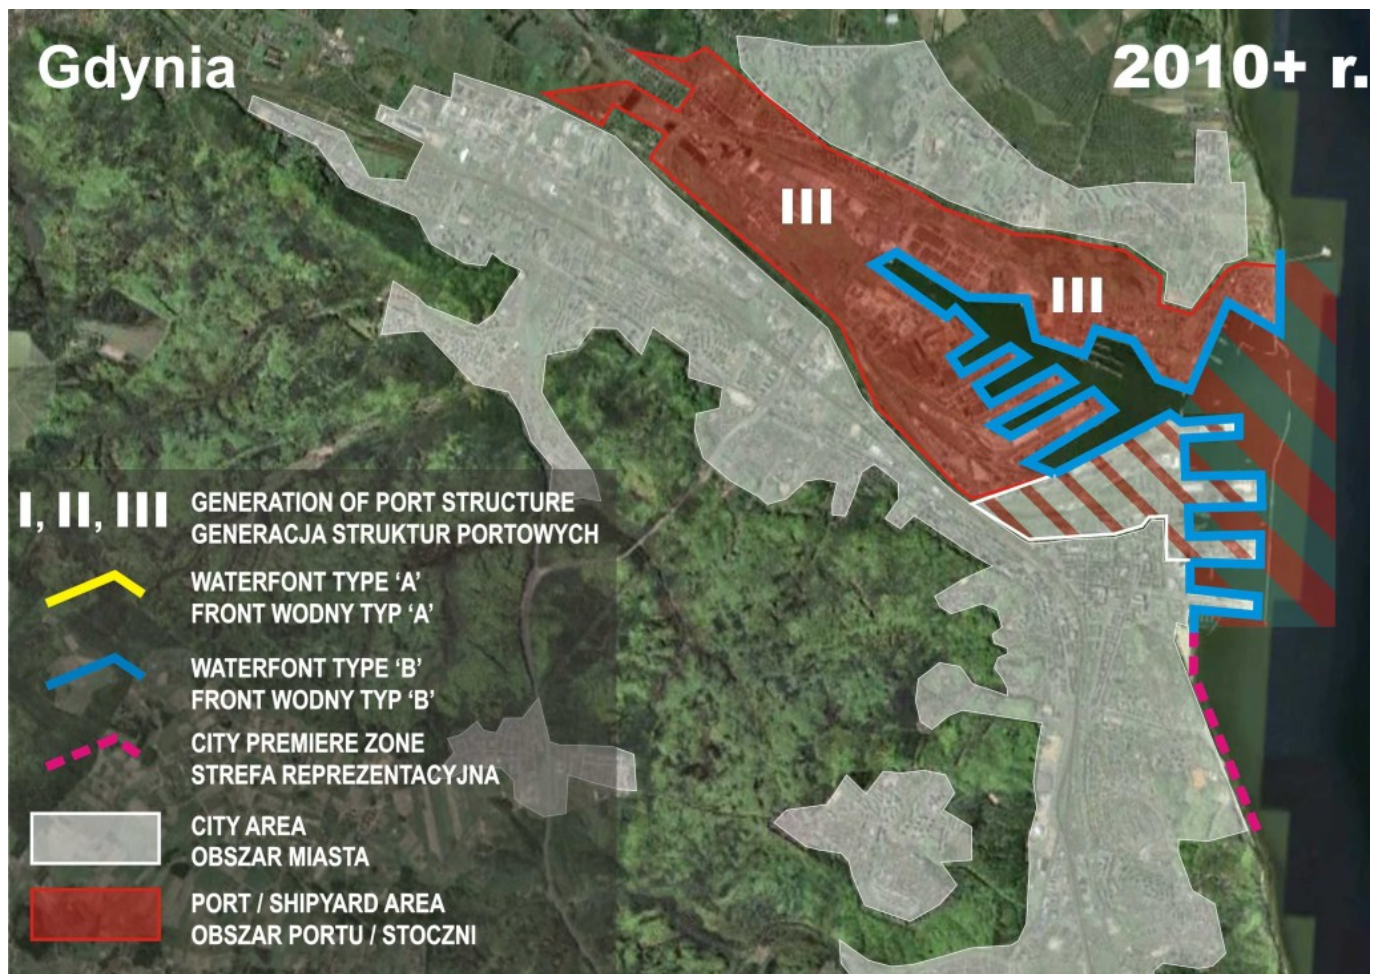 Gdynia
2010+ r.
III
III
I, II, III
GENERATION OF PORT STRUCTURE
GENERACJA STRUKTUR PORTOWYCH
WATERFONT TYPE ‘A’
FRONT WODNY TYP ‘A’
WATERFONT TYPE ‘B’
FRONT WODNY TYP ‘B’
CITY PREMIERE ZONE
STREFA REPREZENTACYJNA
CITY AREA
OBSZAR MIASTA
PORT / SHIPYARD AREA
OBSZAR PORTU / STOCZNI